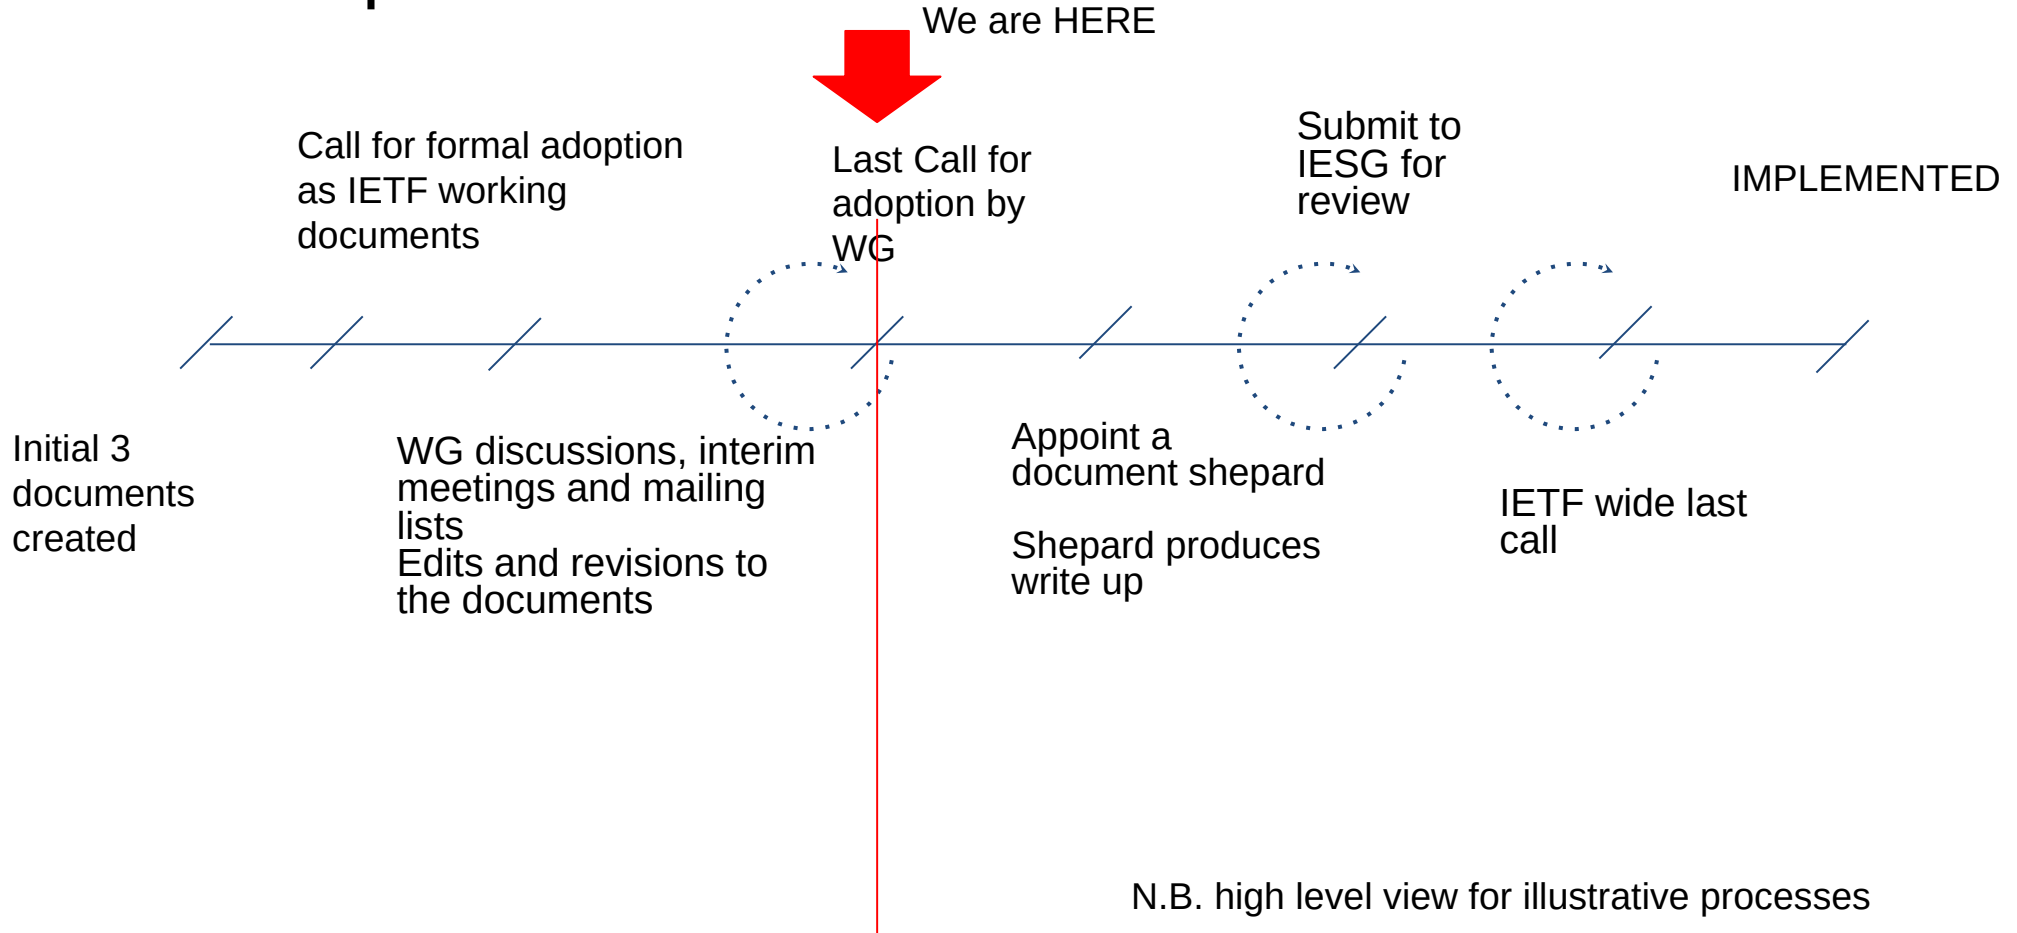 We are HERE
Call for formal adoption
as IETF working
documents
Last Call for
adoption by
WG
Submit to
IESG for
review
IMPLEMENTED
Initial 3
documents
created
WG discussions, interim
meetings and mailing
lists
Edits and revisions to
the documents
Appoint a
document shepard
Shepard produces
write up
IETF wide last
call
N.B. high level view for illustrative processes